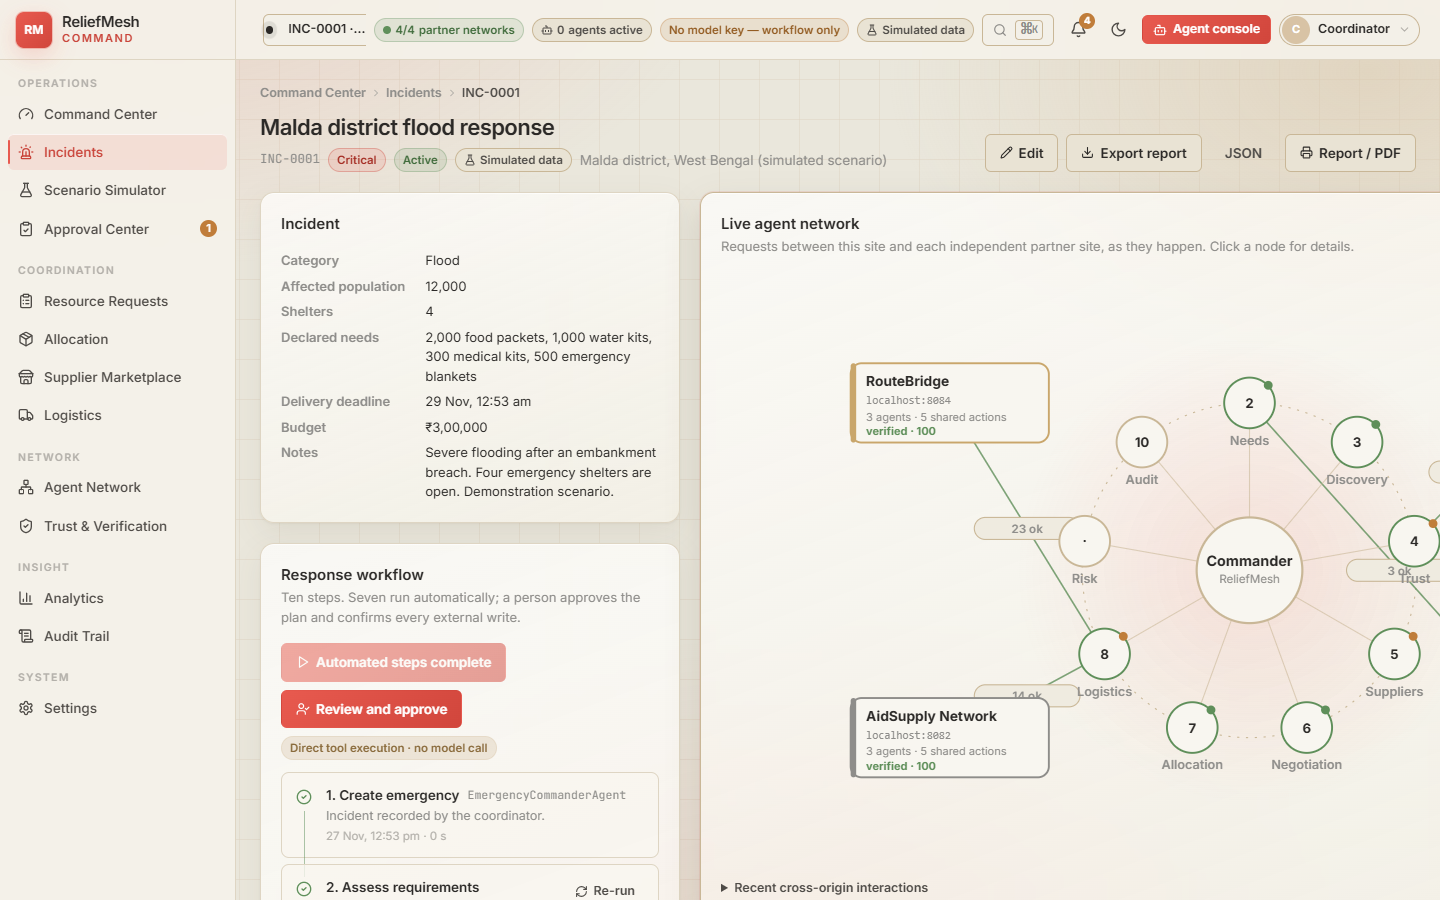 RM
ReliefMesh
COMMAND
INC-0001 ·...
4/4 partner networks
0 agents active
No model key — workflow only
Simulated data
⌘K
4
Agent console
C
Coordinator
OPERATIONS
Command Center
Incidents
Scenario Simulator
Approval Center
1
COORDINATION
Resource Requests
Allocation
Supplier Marketplace
Logistics
NETWORK
Agent Network
Trust & Verification
INSIGHT
Analytics
Audit Trail
SYSTEM
Settings
Command Center › Incidents › INC-0001
Malda district flood response
INC-0001
Critical
Active
Simulated data
Malda district, West Bengal (simulated scenario)
Edit
Export report
JSON
Report / PDF
Incident
Category
Flood
Affected population
12,000
Shelters
4
Declared needs
2,000 food packets, 1,000 water kits,
300 medical kits, 500 emergency
blankets
Delivery deadline
29 Nov, 12:53 am
Budget
₹3,00,000
Notes
Severe flooding after an embankment
breach. Four emergency shelters are
open. Demonstration scenario.
Response workflow
Ten steps. Seven run automatically; a person approves the
plan and confirms every external write.
Automated steps complete
Review and approve
Direct tool execution · no model call
1. Create emergency EmergencyCommanderAgent
Incident recorded by the coordinator.
27 Nov, 12:53 pm · 0 s
2. Assess requirements
Re-run
Live agent network
Requests between this site and each independent partner site, as they happen. Click a node for details.
RouteBridge
localhost:8084
3 agents · 5 shared actions
verified · 100
2
Needs
10
Audit
3
Discovery
23 ok
·
Risk
Commander
ReliefMesh
4
Trust
3 ok
8
Logistics
5
Suppliers
14 ok
AidSupply Network
localhost:8082
3 agents · 5 shared actions
verified · 100
7
Allocation
6
Negotiation
Recent cross-origin interactions